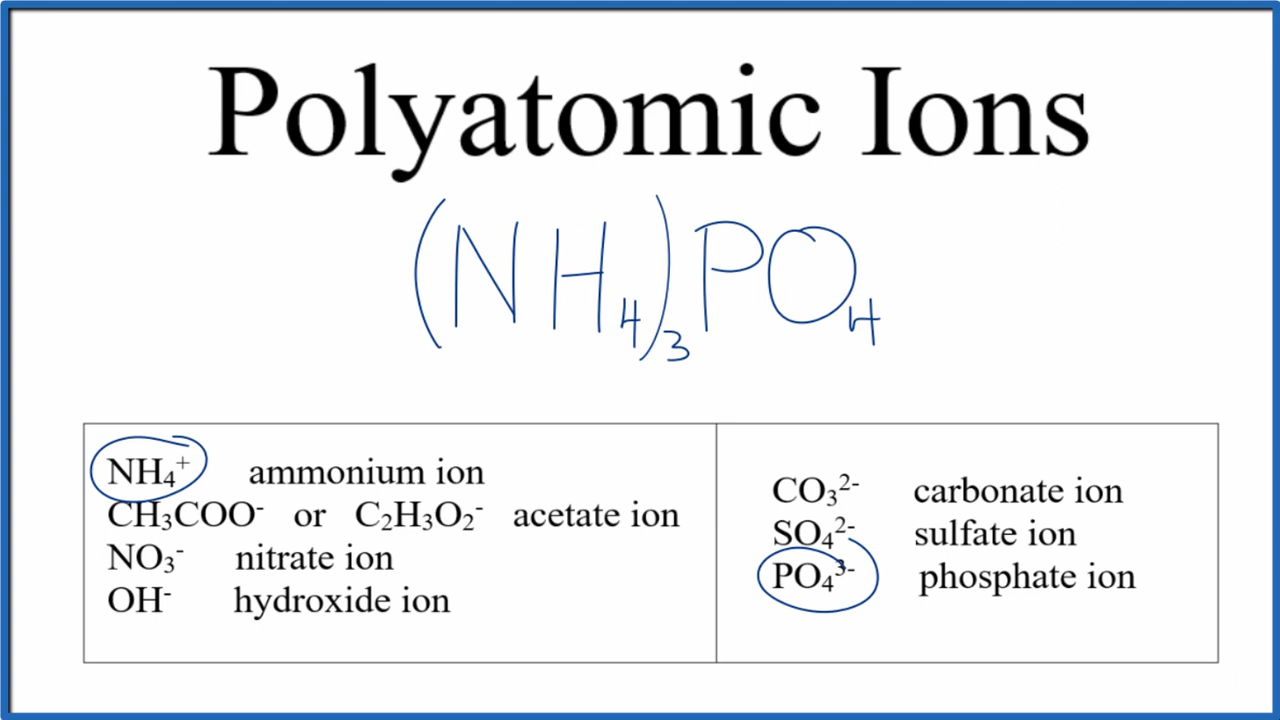 Polyatomic Ions
(NH₄)₃PO₄
NH₄⁺ ammonium ion
CH₃COO⁻ or C₂H₃O₂⁻ acetate ion
NO₃⁻ nitrate ion
OH⁻ hydroxide ion
CO₃²⁻ carbonate ion
SO₄²⁻ sulfate ion
PO₄³⁻ phosphate ion